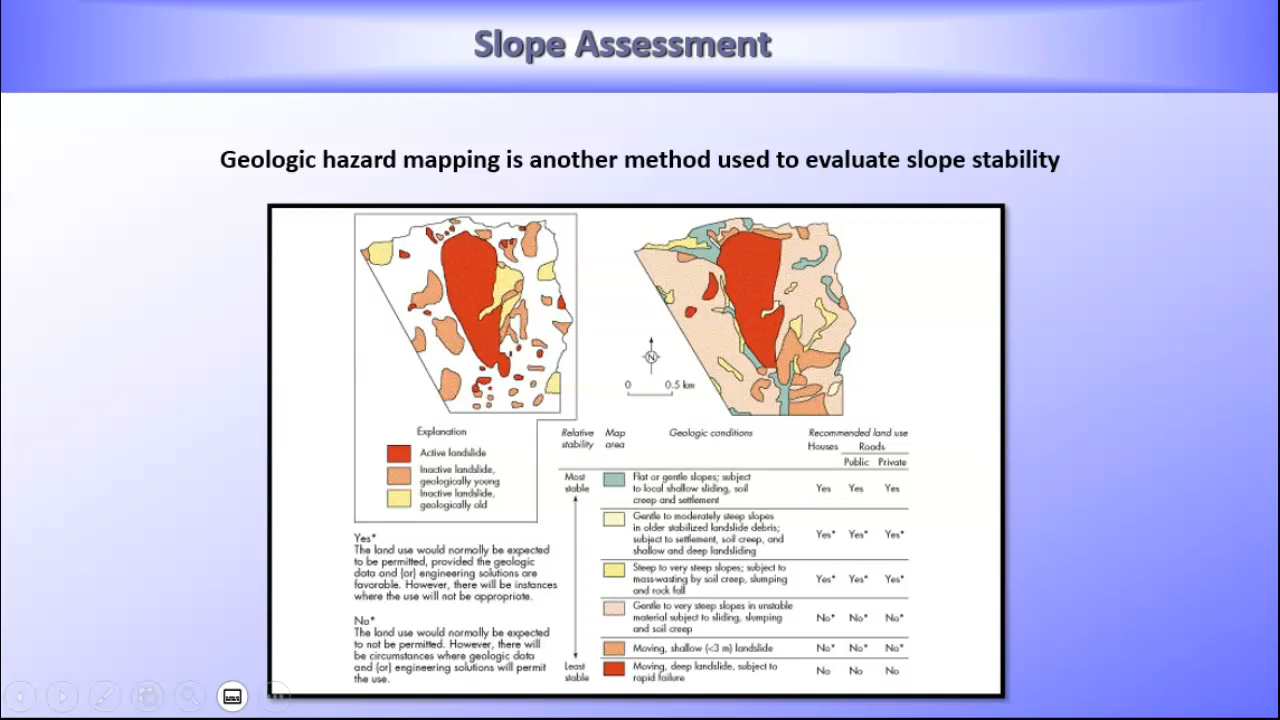 Slope Assessment
Geologic hazard mapping is another method used to evaluate slope stability
N
0 0.5 km
Explanation
Active landslide
Inactive landslide,
geologically young
Inactive landslide,
geologically old
Yes*
The land use would normally be expected
to be permitted, provided the geologic
data and (or) engineering solutions are
favorable. However, there will be instances
where the use will not be appropriate.
No*
The land use would normally be expected
to not be permitted. However, there will
be circumstances where geologic data
and (or) engineering solutions will permit
the use.
Relative
stability
Map
area
Geologic conditions
Recommended land use
Houses Roads
Public Private
Most
stable
Flat or gentle slopes; subject
to local shallow sliding, soil
creep and settlement
Yes Yes Yes
Gentle to moderately steep slopes
in older stabilized landslide debris;
subject to settlement, soil creep, and
shallow and deep landsliding
Yes* Yes* Yes*
Steep to very steep slopes; subject to
mass-wasting by soil creep, slumping
and rock fall
Yes* Yes* Yes*
Gentle to very steep slopes in unstable
material subject to sliding, slumping
and soil creep
No* No* No*
Moving, shallow (<3 m) landslide
No* No* No*
Least
stable
Moving, deep landslide, subject to
rapid failure
No No No